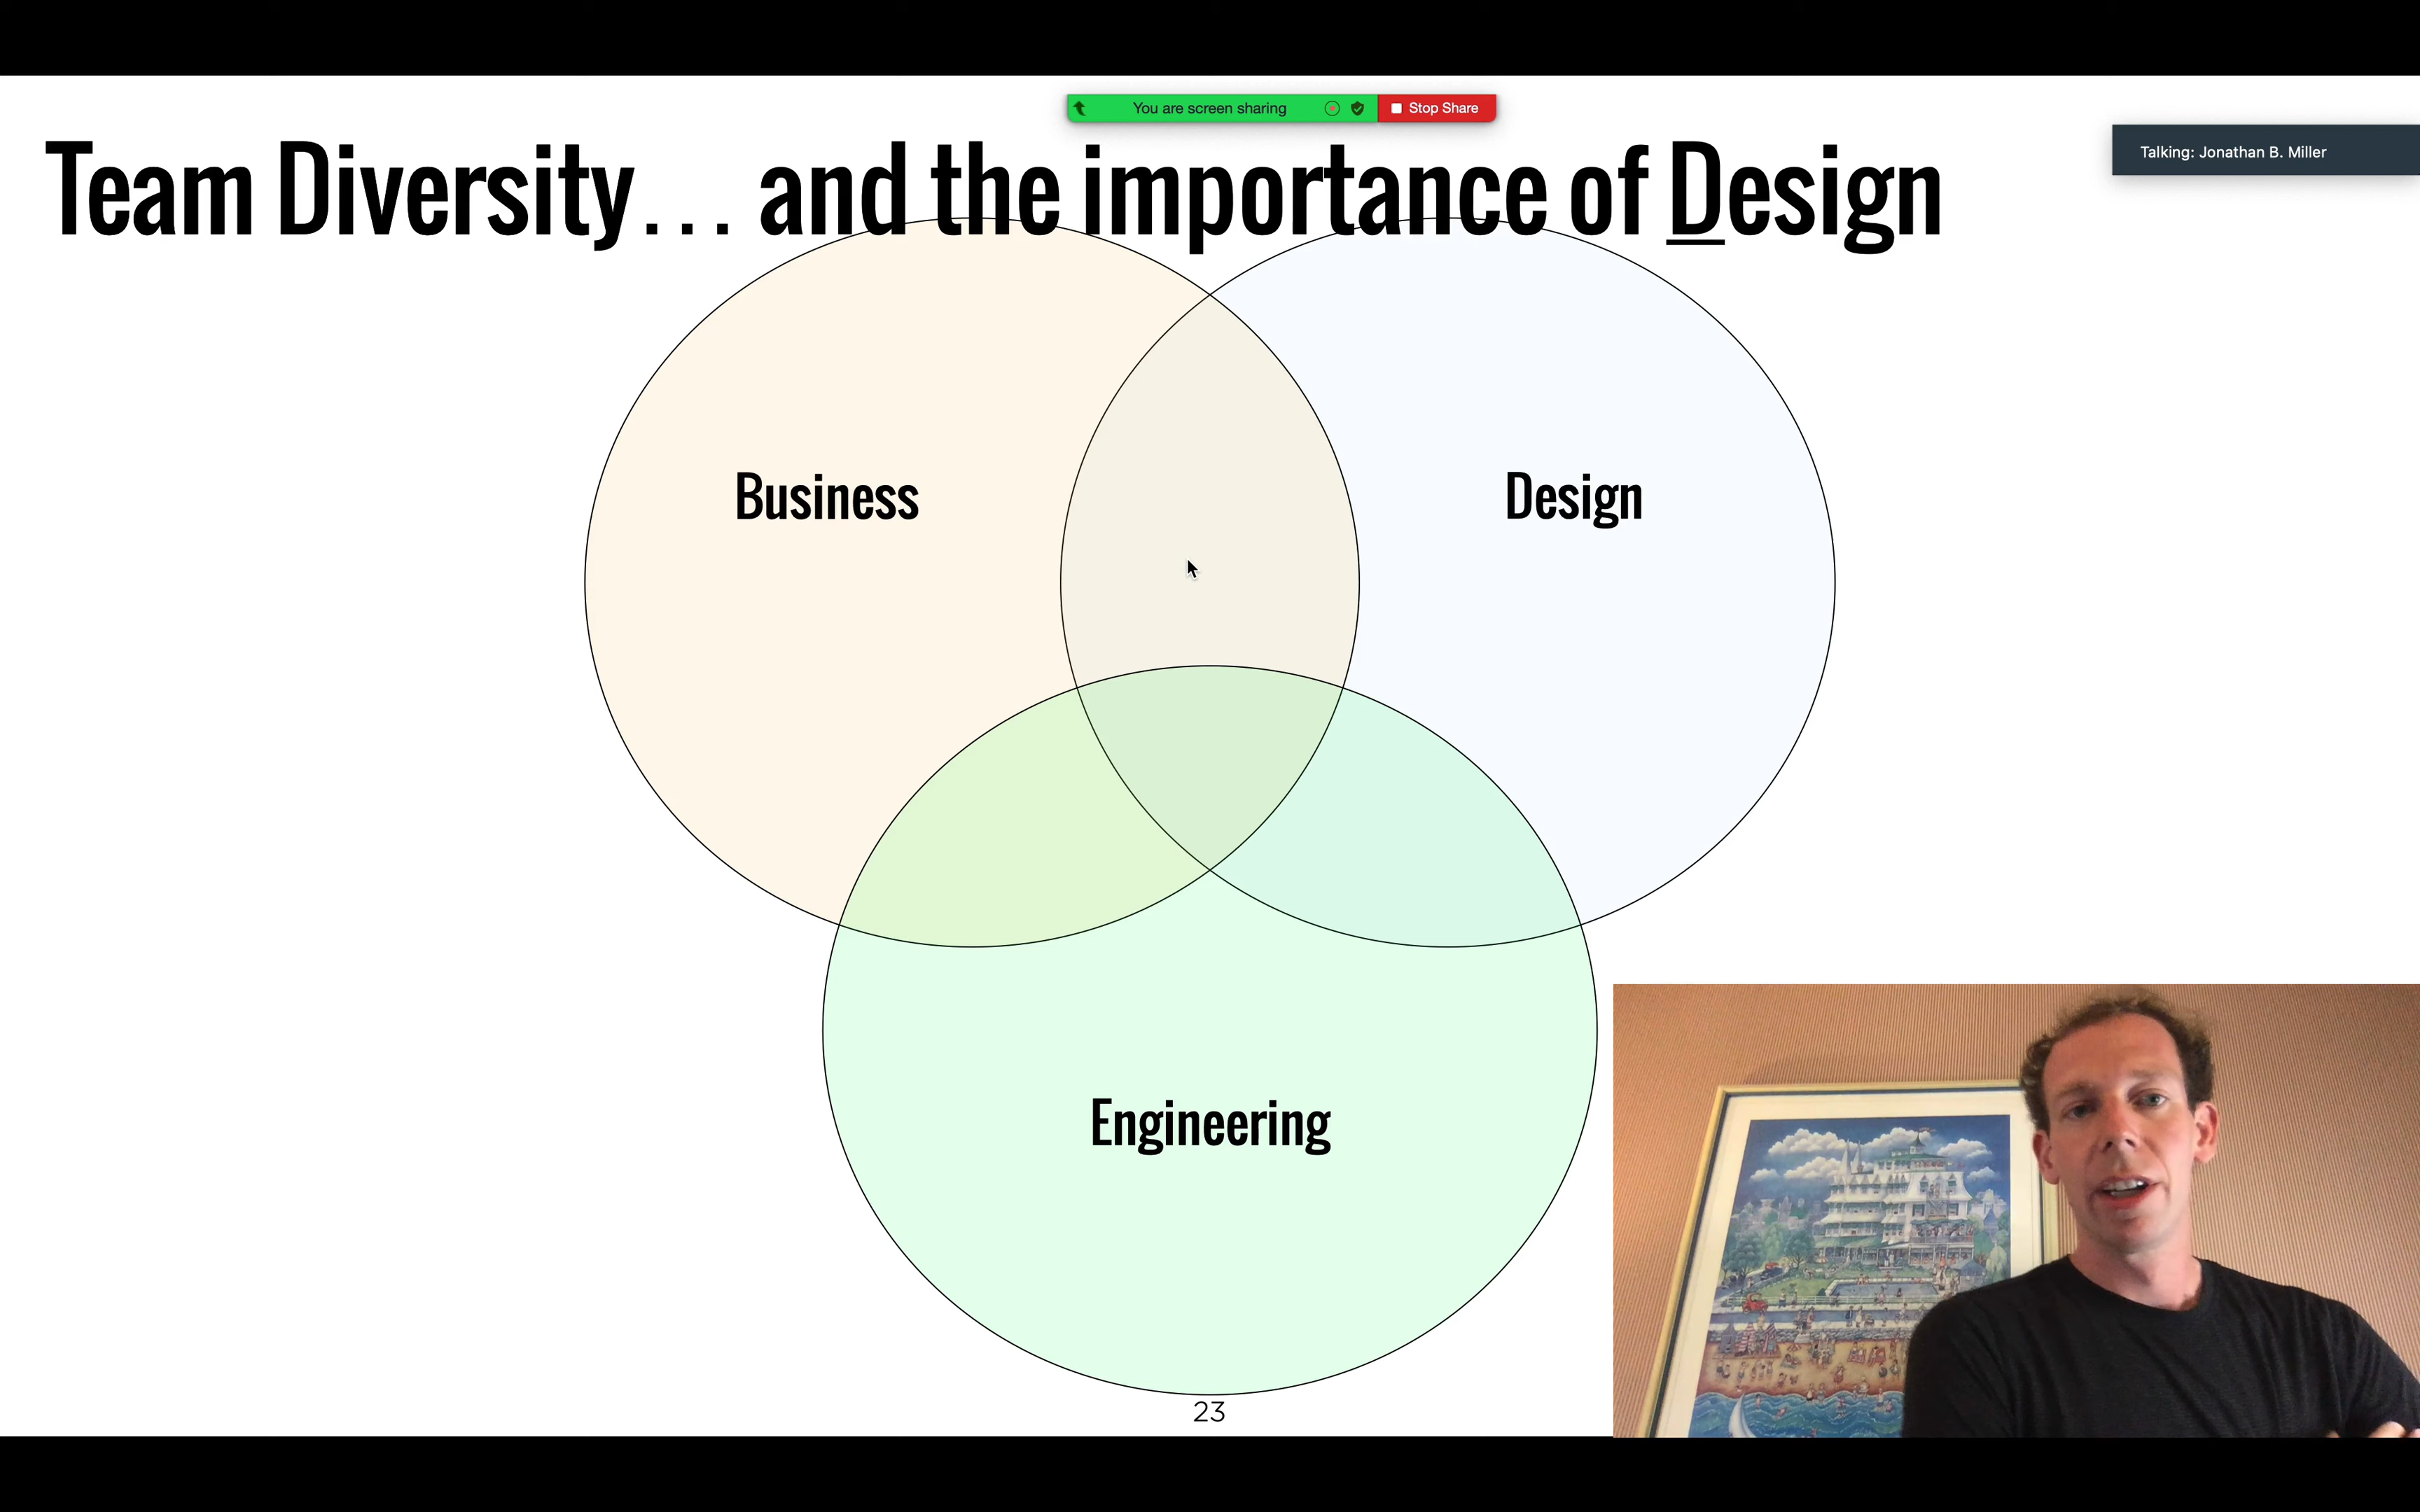 You are screen sharing
Stop Share
Team Diversity… and the importance of Design
Talking: Jonathan B. Miller
Business
Design
Engineering
23